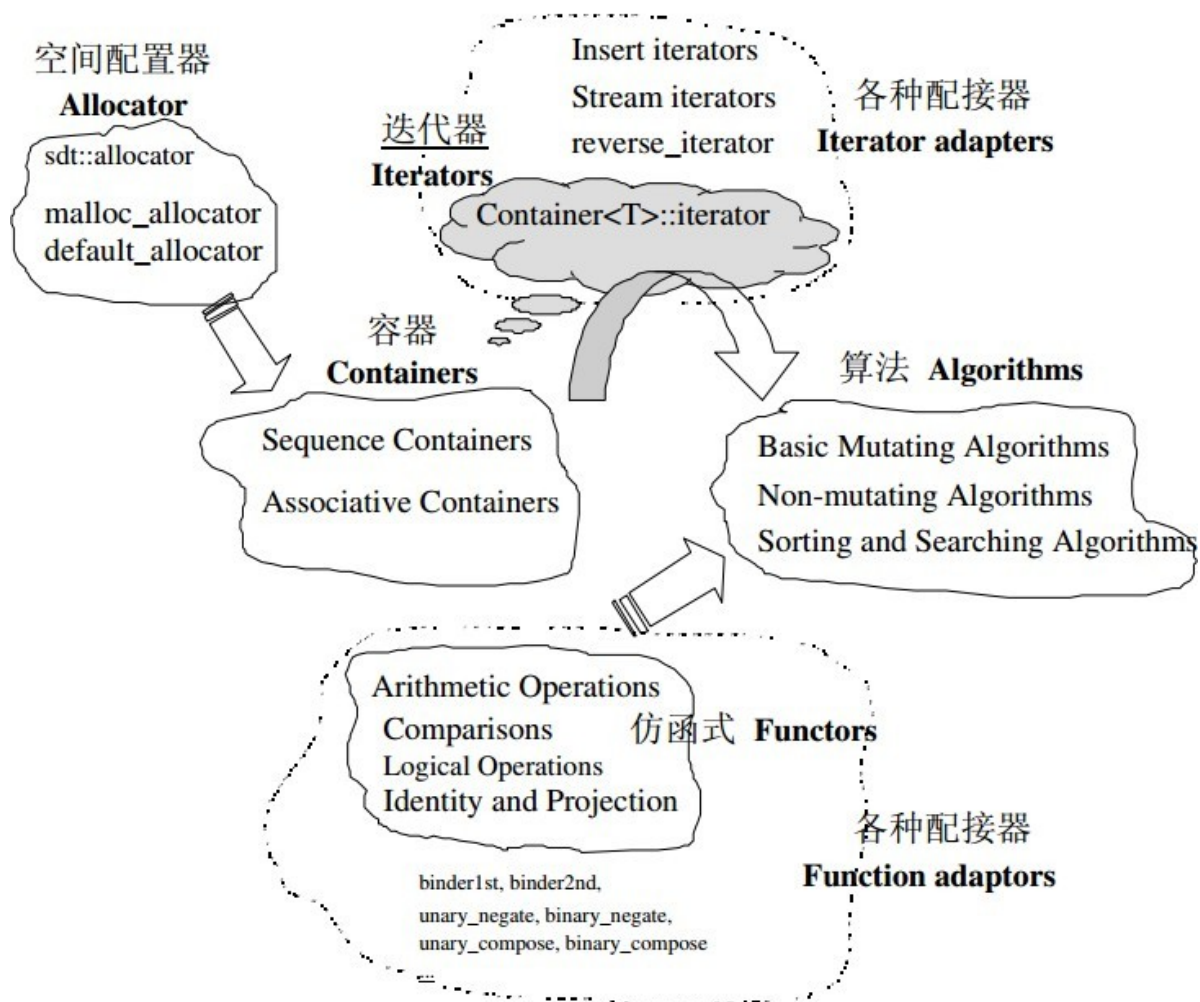 空间配置器
Allocator
sdt::allocator
malloc_allocator
default_allocator
Insert iterators
Stream iterators
reverse_iterator
各种配接器
Iterator adapters
迭代器
Iterators
Container<T>::iterator
容器
Containers
Sequence Containers
Associative Containers
算法 Algorithms
Basic Mutating Algorithms
Non-mutating Algorithms
Sorting and Searching Algorithms
Arithmetic Operations
Comparisons
Logical Operations
Identity and Projection
仿函式 Functors
各种配接器
Function adaptors
binder1st, binder2nd,
unary_negate, binary_negate,
unary_compose, binary_compose
...